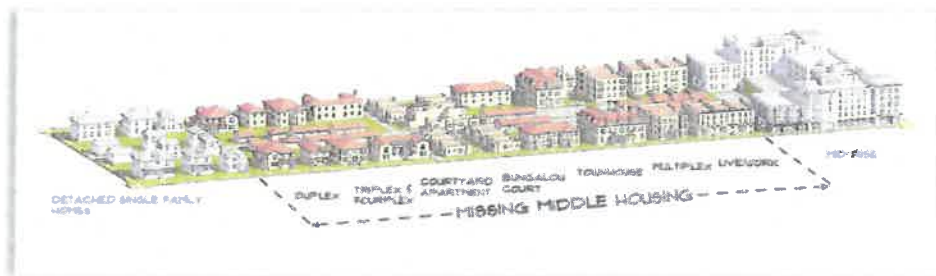 DETACHED SINGLE FAMILY
HOMES
DUPLEX
TRIPLEX &
FOURPLEX
COURTYARD
APARTMENT
BUNGALOW
COURT
TOWNHOUSE
MULTIPLEX
LIVE/WORK
MID-RISE
MISSING MIDDLE HOUSING